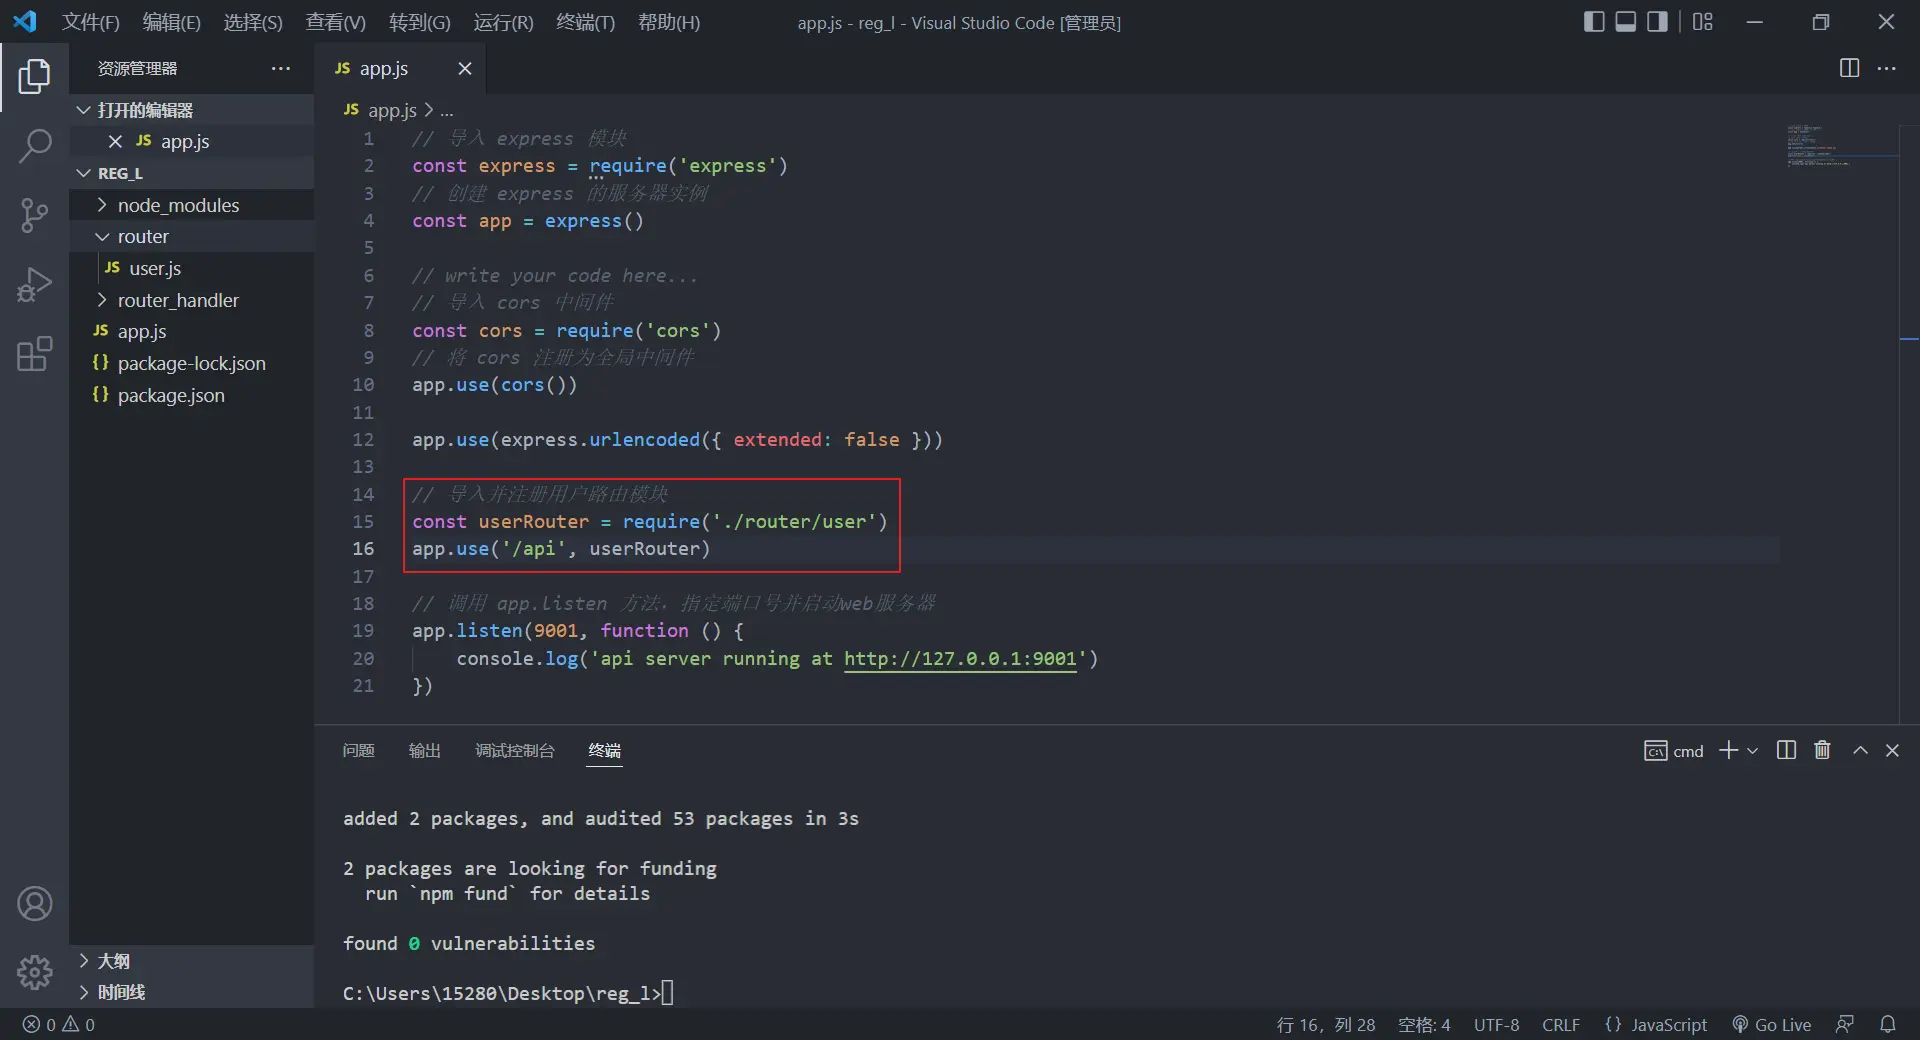 文件(F) 编辑(E) 选择(S) 查看(V) 转到(G) 运行(R) 终端(T) 帮助(H) app.js - reg_l - Visual Studio Code [管理员]
资源管理器 ...
JS app.js
打开的编辑器
JS app.js
REG_L
node_modules
router
JS user.js
router_handler
JS app.js
{} package-lock.json
{} package.json
大纲
时间线
JS app.js > ...
1 // 导入 express 模块
2 const express = require('express')
3 // 创建 express 的服务器实例
4 const app = express()
5
6 // write your code here...
7 // 导入 cors 中间件
8 const cors = require('cors')
9 // 将 cors 注册为全局中间件
10 app.use(cors())
11
12 app.use(express.urlencoded({ extended: false }))
13
14 // 导入并注册用户路由模块
15 const userRouter = require('./router/user')
16 app.use('/api', userRouter)
17
18 // 调用 app.listen 方法，指定端口号并启动web服务器
19 app.listen(9001, function () {
20 console.log('api server running at http://127.0.0.1:9001')
21 })
问题 输出 调试控制台 终端
cmd
added 2 packages, and audited 53 packages in 3s
2 packages are looking for funding
run `npm fund` for details
found 0 vulnerabilities
C:\Users\15280\Desktop\reg_l>
0 0
行 16，列 28 空格: 4 UTF-8 CRLF {} JavaScript Go Live